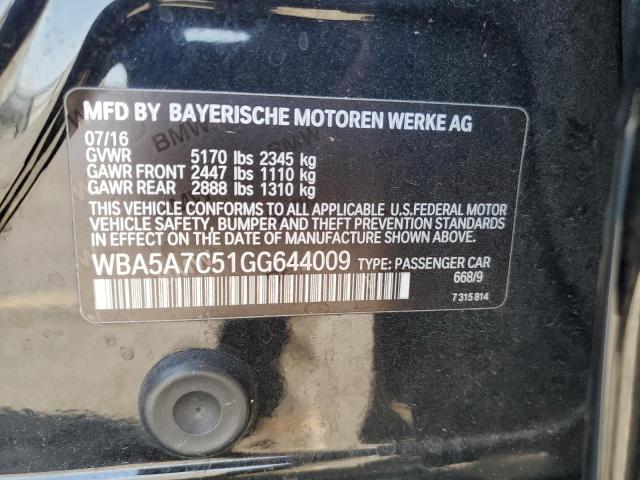 MFD BY BAYERISCHE MOTOREN WERKE AG
07/16
GVWR 5170 lbs 2345 kg
GAWR FRONT 2447 lbs 1110 kg
GAWR REAR 2888 lbs 1310 kg
THIS VEHICLE CONFORMS TO ALL APPLICABLE U.S.FEDERAL MOTOR
VEHICLE SAFETY, BUMPER AND THEFT PREVENTION STANDARDS
IN EFFECT ON THE DATE OF MANUFACTURE SHOWN ABOVE.
WBA5A7C51GG644009 TYPE: PASSENGER CAR
668/9
7 315 814